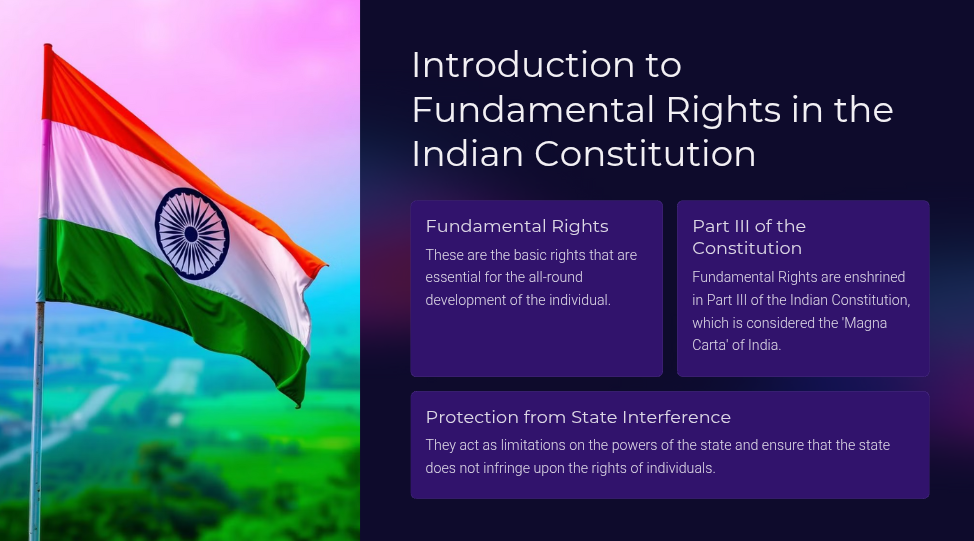 Introduction to
Fundamental Rights in the
Indian Constitution
Fundamental Rights
These are the basic rights that are
essential for the all-round
development of the individual.
Part III of the
Constitution
Fundamental Rights are enshrined
in Part III of the Indian Constitution,
which is considered the 'Magna
Carta' of India.
Protection from State Interference
They act as limitations on the powers of the state and ensure that the state
does not infringe upon the rights of individuals.